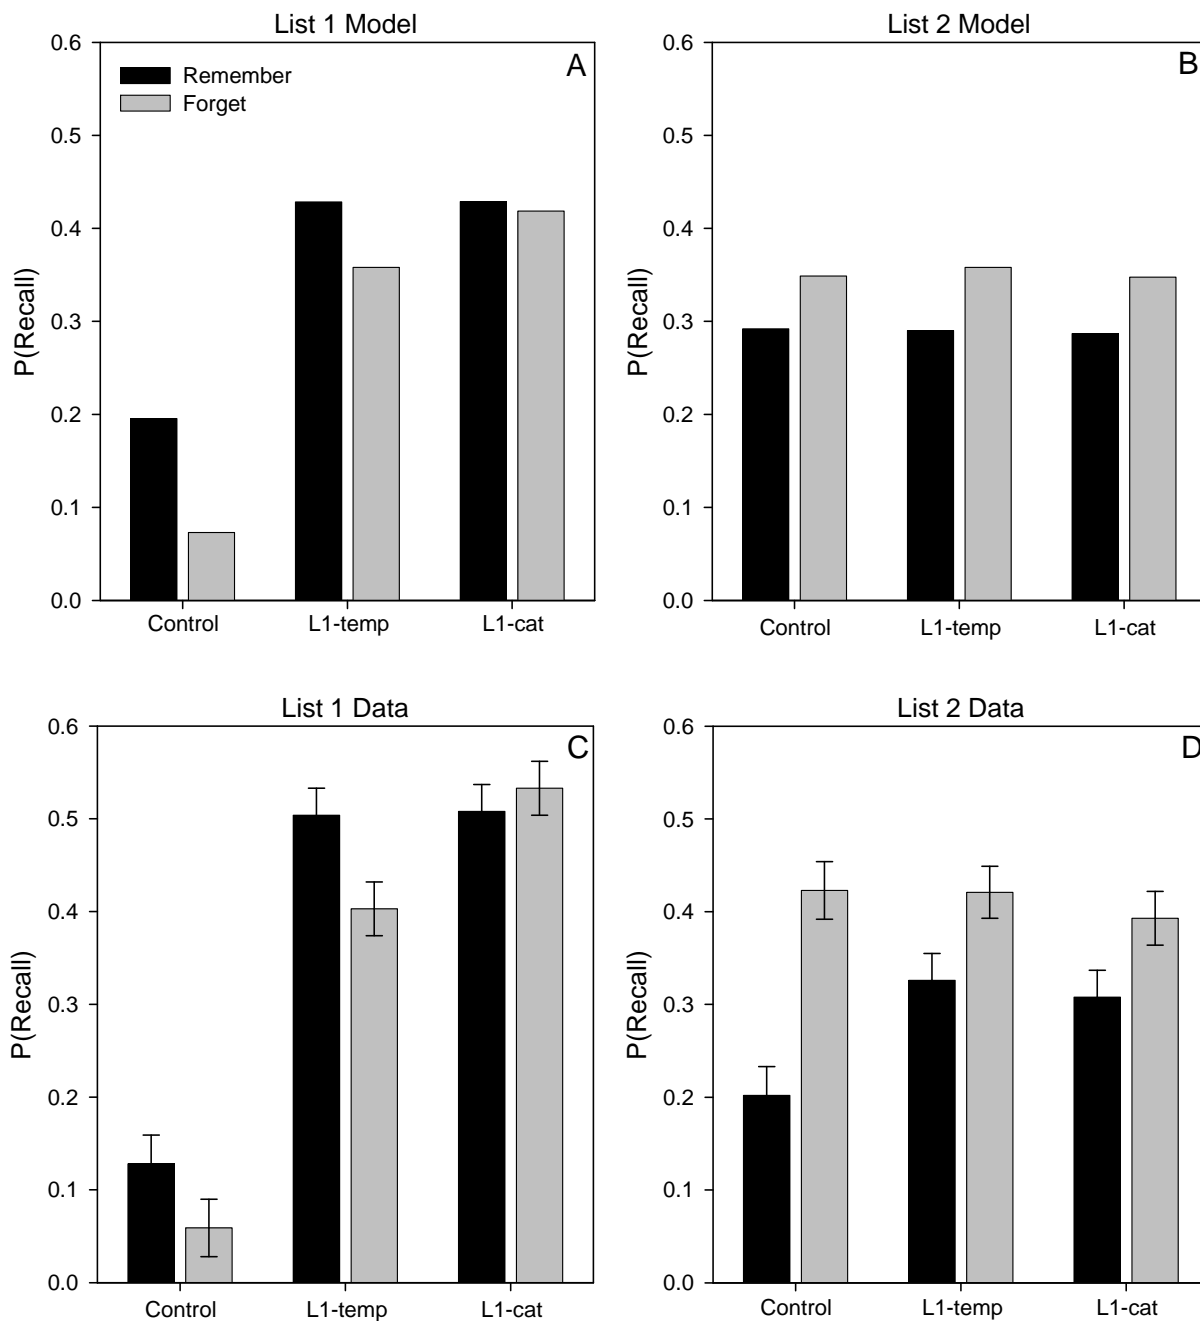 List 1 Model
A
Remember
Forget
0.6
0.5
0.4
0.3
0.2
0.1
0.0
P(Recall)
Control L1-temp L1-cat
List 2 Model
B
0.6
0.5
0.4
0.3
0.2
0.1
0.0
P(Recall)
Control L1-temp L1-cat
List 1 Data
C
0.6
0.5
0.4
0.3
0.2
0.1
0.0
P(Recall)
Control L1-temp L1-cat
List 2 Data
D
0.6
0.5
0.4
0.3
0.2
0.1
0.0
P(Recall)
Control L1-temp L1-cat